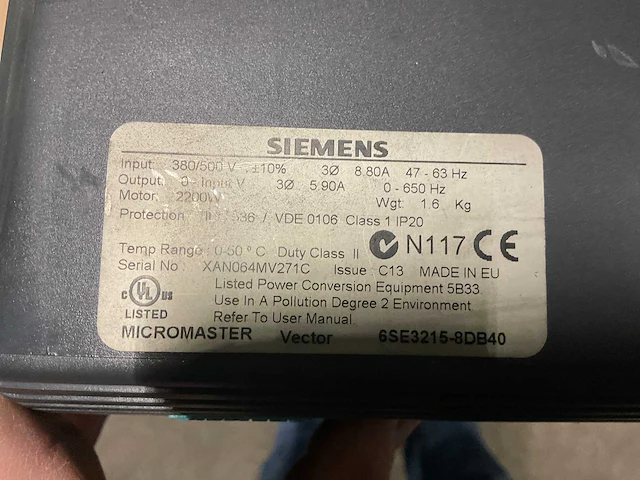 SIEMENS
Input: 380/500 V ±10% 3Ø 8.80A 47 - 63 Hz
Output: 0 - Input V 3Ø 5.90A 0 - 650 Hz
Motor: 2200W Wgt: 1.6 Kg
Protection / VDE 0106 Class 1 IP20
Temp Range: 0-50 º C Duty Class II N117 CE
Serial No: XAN064MV271C Issue C13 MADE IN EU
c UL us Listed Power Conversion Equipment 5B33
Use In A Pollution Degree 2 Environment
LISTED Refer To User Manual
MICROMASTER Vector 6SE3215-8DB40